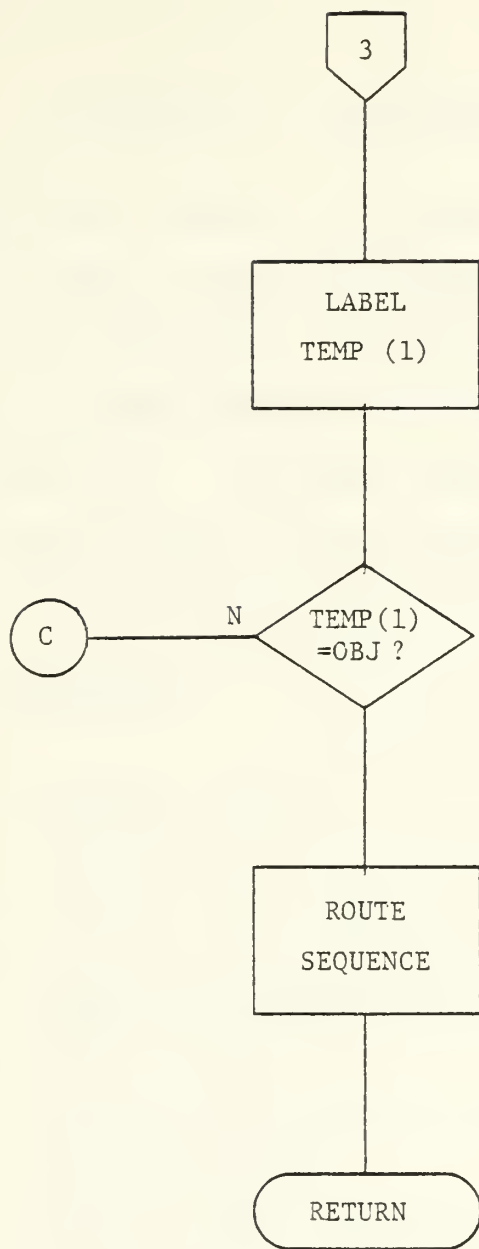 3
LABEL
TEMP (1)
N
TEMP(1)
=OBJ ?
C
ROUTE
SEQUENCE
RETURN